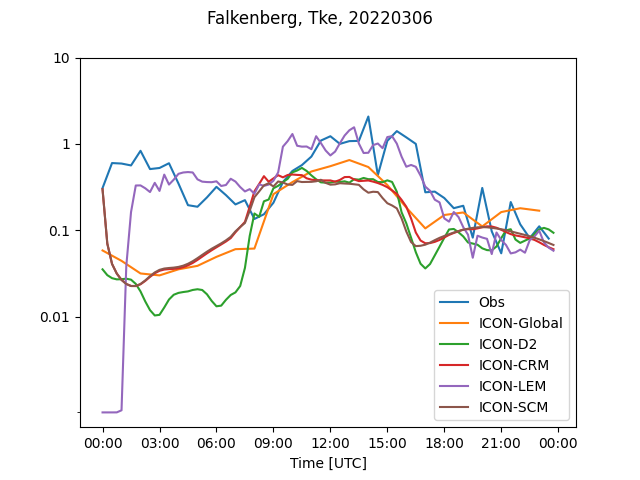 Falkenberg, Tke, 20220306
10
1
0.1
0.01
Obs
ICON-Global
ICON-D2
ICON-CRM
ICON-LEM
ICON-SCM
00:00 03:00 06:00 09:00 12:00 15:00 18:00 21:00 00:00
Time [UTC]